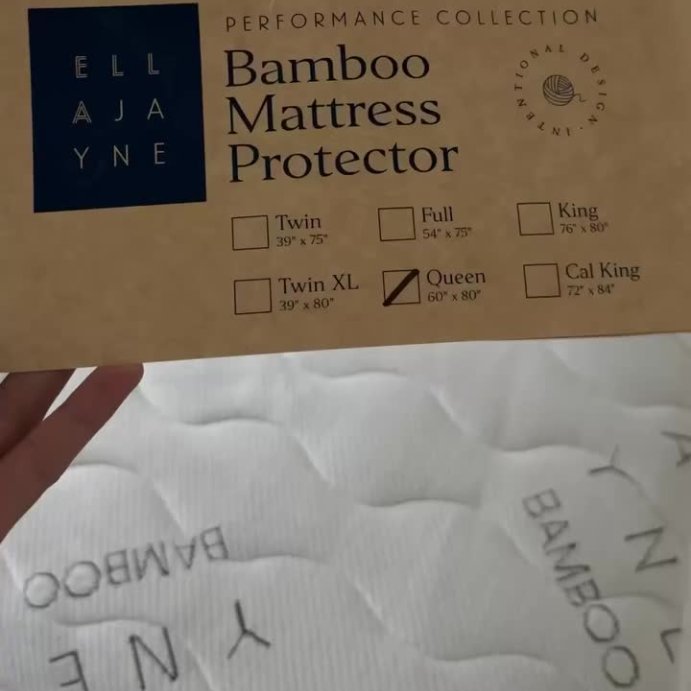 PERFORMANCE COLLECTION
E L L
A J A
Y N E
Bamboo
Mattress
Protector
INTENTIONAL DESIGN ·
Twin
39" x 75"
Full
54" x 75"
King
76" x 80"
Twin XL
39" x 80"
Queen
60" x 80"
Cal King
72" x 84"
BAMBOO
Y N E
A
Y N
L
BAMBOO